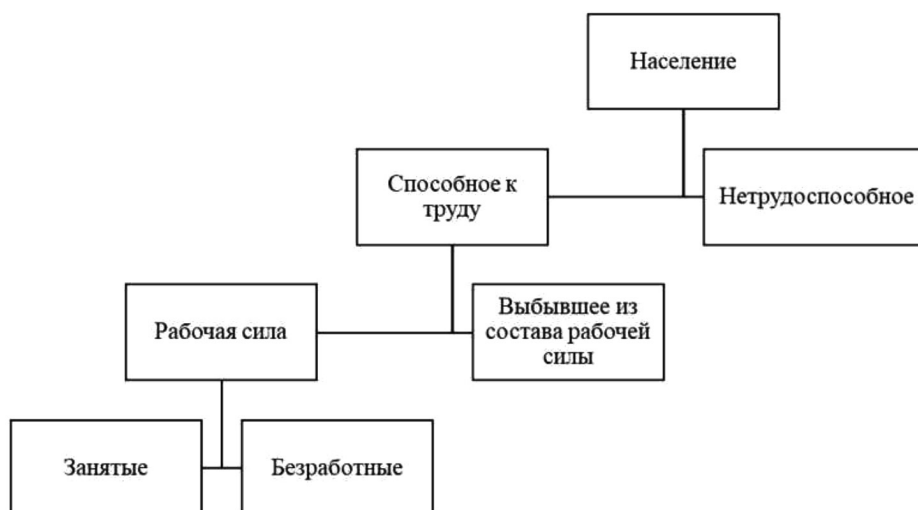 Население
Способное к
труду
Нетрудоспособное
Рабочая сила
Выбывшее из
состава рабочей
силы
Занятые
Безработные